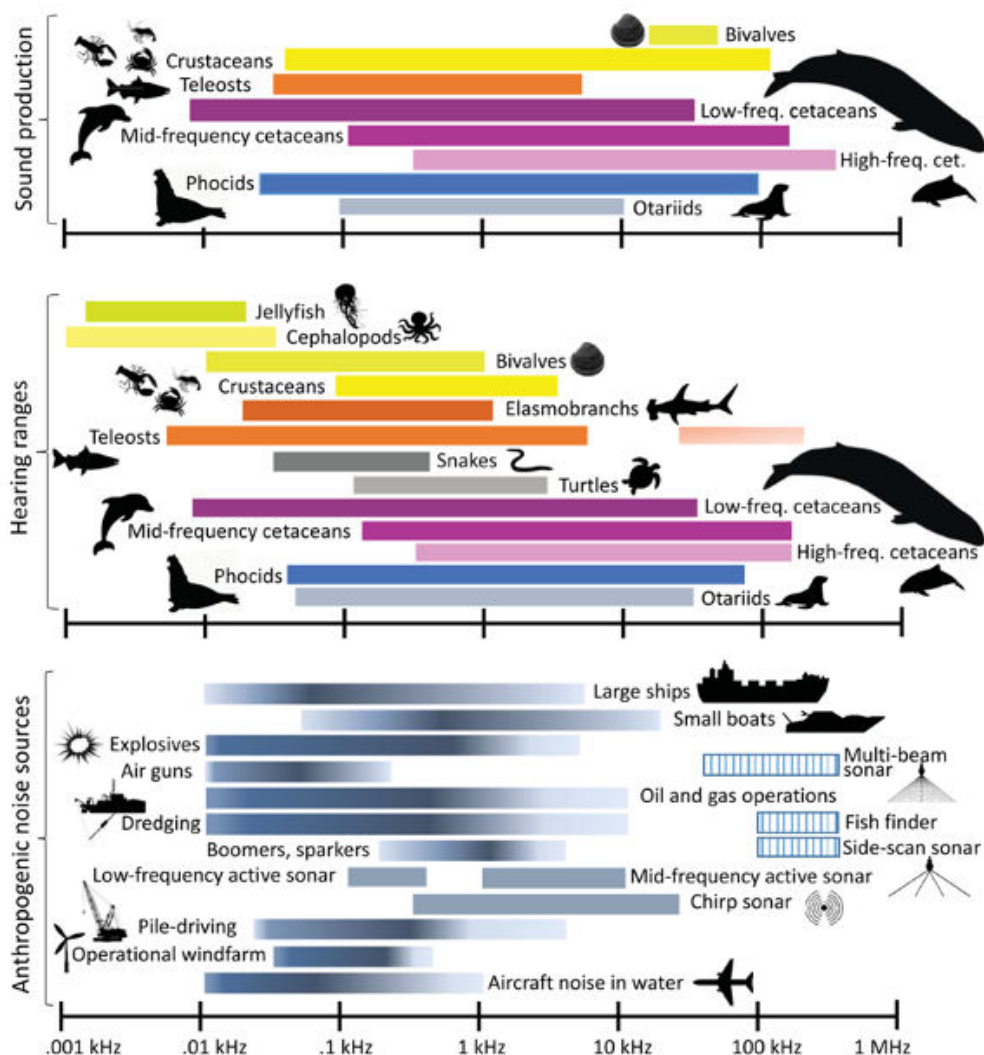 Sound production
Bivalves
Crustaceans
Teleosts
Low-freq. cetaceans
Mid-frequency cetaceans
High-freq. cet.
Phocids
Otariids
Hearing ranges
Jellyfish
Cephalopods
Bivalves
Crustaceans
Elasmobranchs
Teleosts
Snakes
Turtles
Low-freq. cetaceans
Mid-frequency cetaceans
High-freq. cetaceans
Phocids
Otariids
Anthropogenic noise sources
Large ships
Small boats
Explosives
Multi-beam
sonar
Air guns
Oil and gas operations
Dredging
Fish finder
Boomers, sparkers
Side-scan sonar
Low-frequency active sonar
Mid-frequency active sonar
Chirp sonar
Pile-driving
Operational windfarm
Aircraft noise in water
.001 kHz .01 kHz .1 kHz 1 kHz 10 kHz 100 kHz 1 MHz